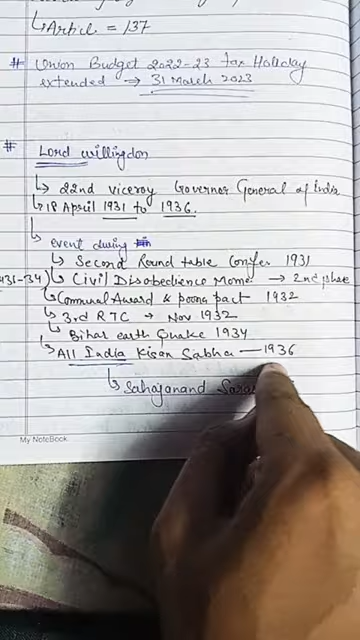 ↳ Article = 137
# Union Budget 2022-23 tax Holiday
extended → 31 March 2023
# Lord willingdon
↳ 22nd viceroy Governor General of India
↳ 18 April 1931 to 1936.
↳ event during
↳ Second Round table Confer 1931
431-34) ↳ Civil Disobedience Mome → 2nd phase
↳ Communal Award & poona pact 1932
↳ 3rd RTC → Nov 1932
↳ Bihar earth Quake 1934
↳ All India Kisan Sabha — 1936
↳ Sahajanand Saras
My NoteBook